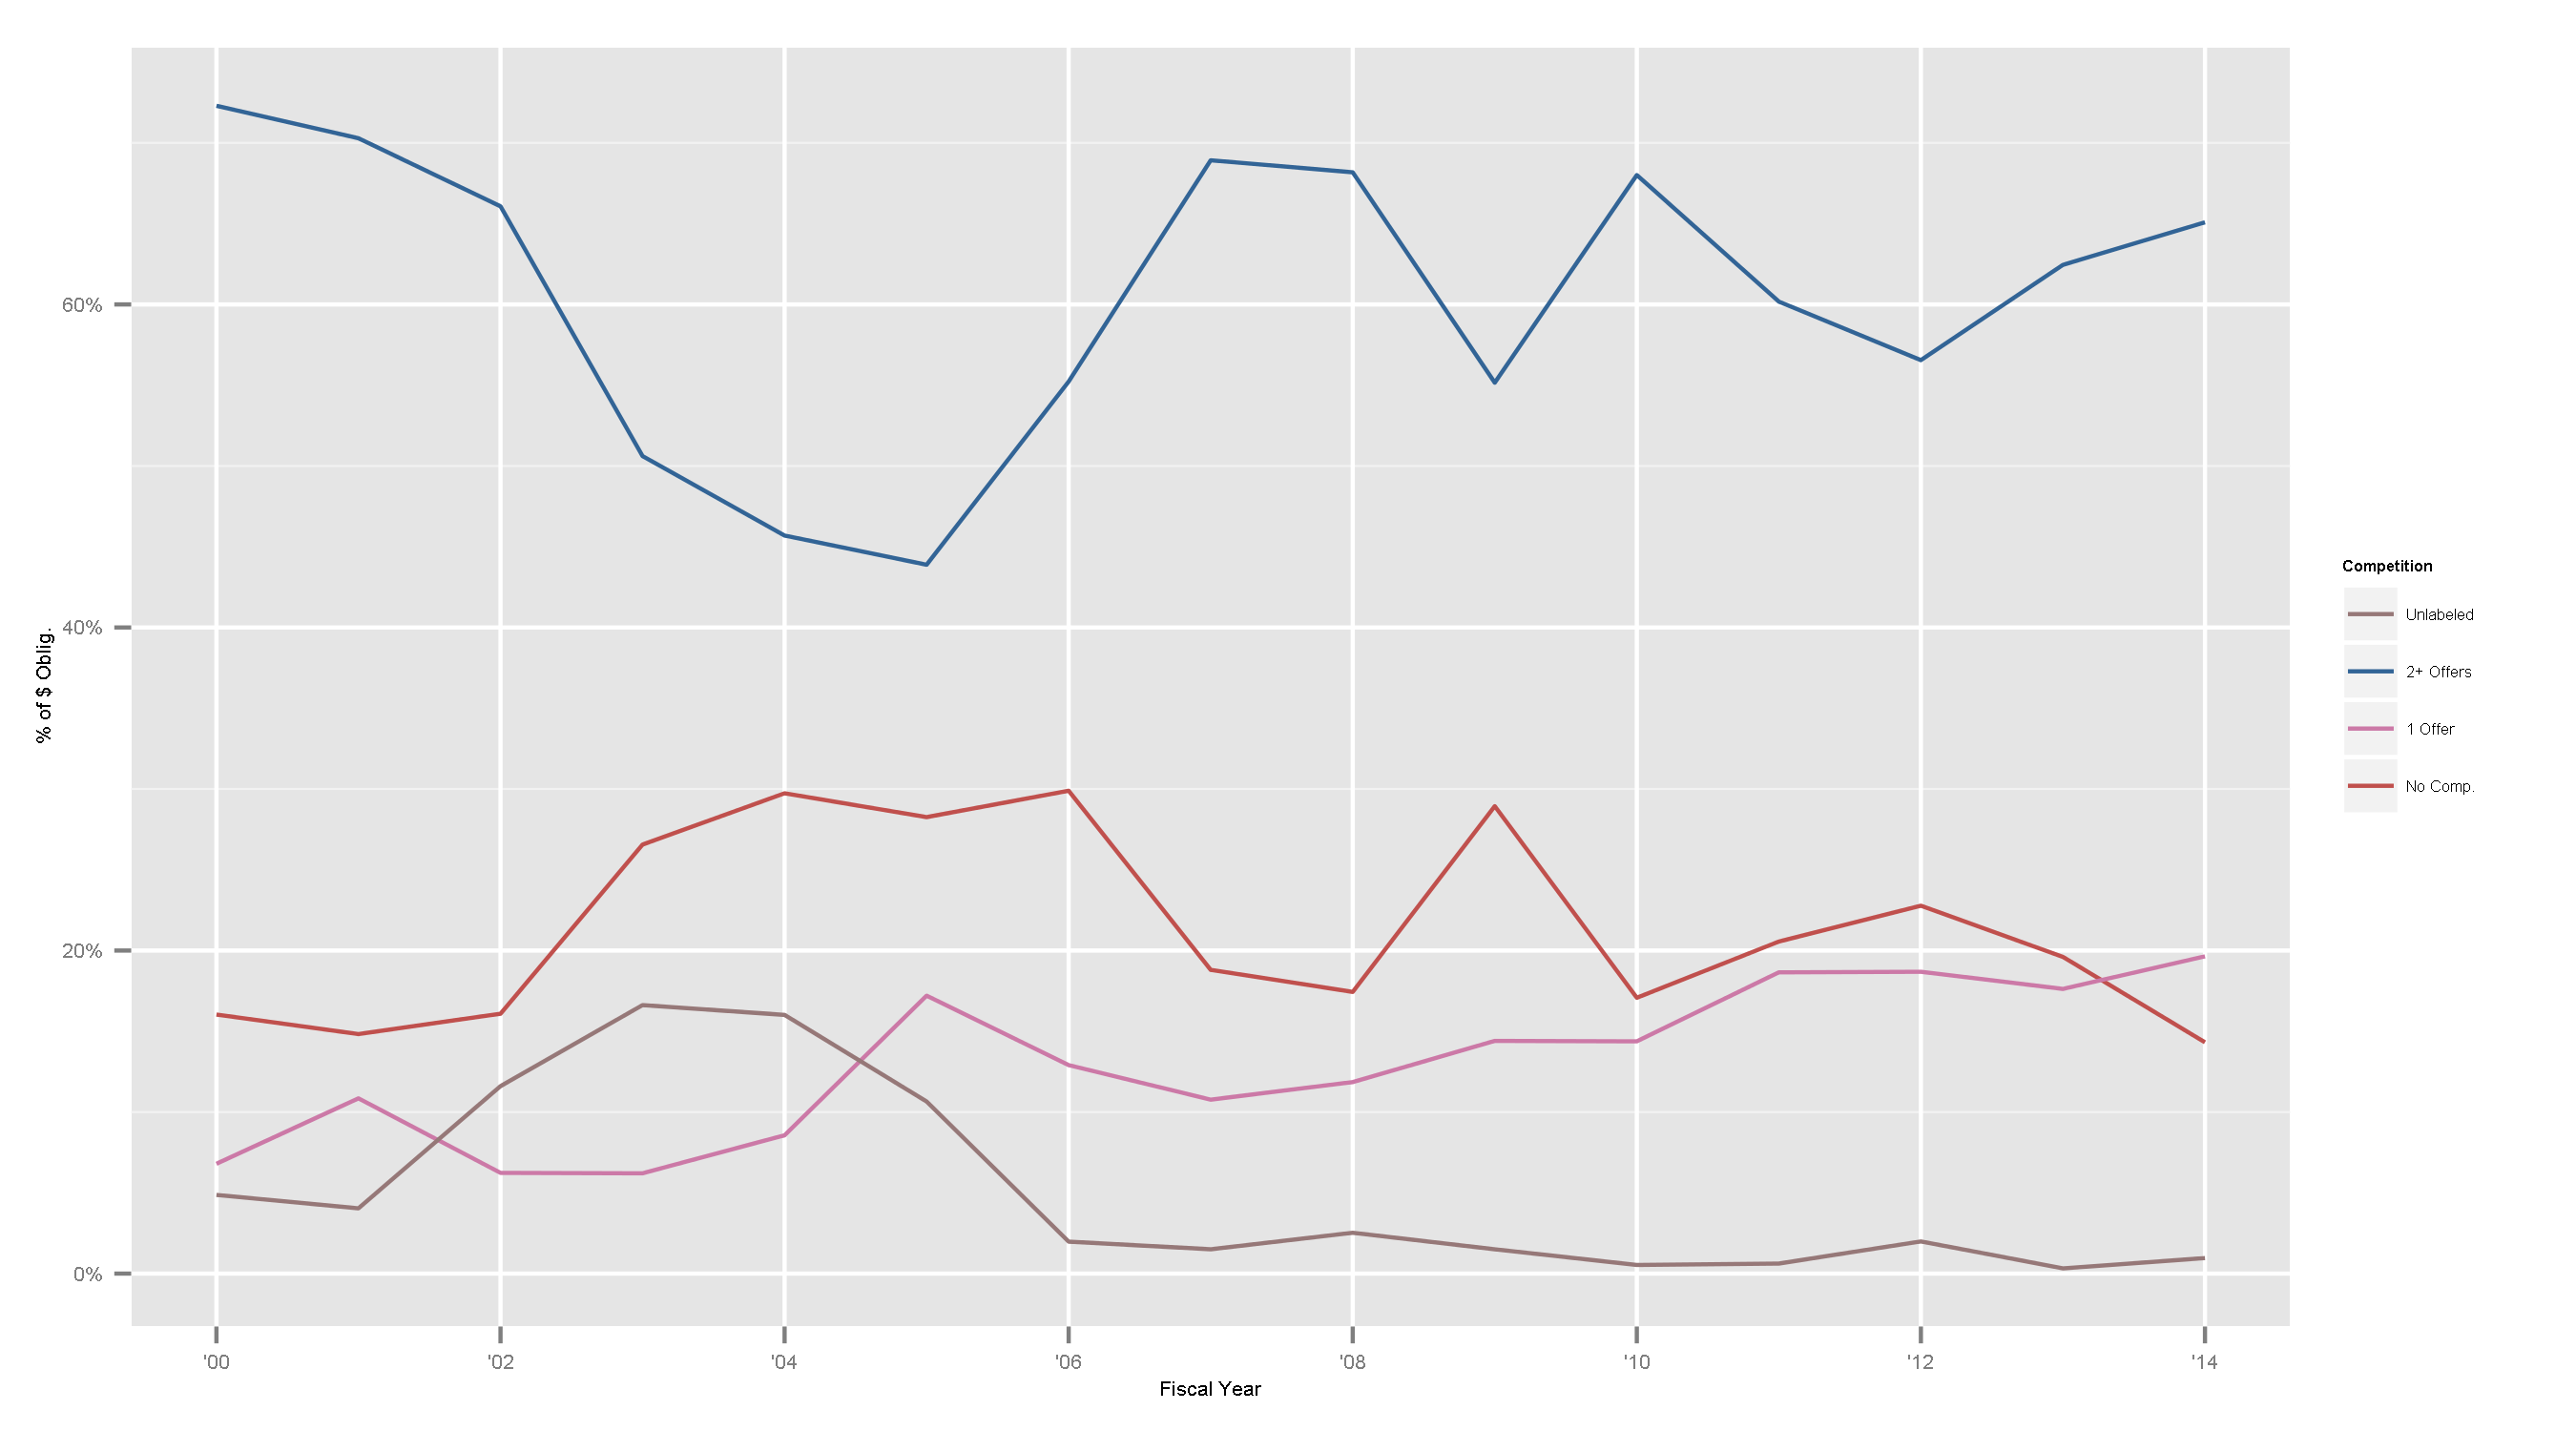 60%
40%
20%
0%
% of $ Oblig.
'00 '02 '04 '06 '08 '10 '12 '14
Fiscal Year
Competition
Unlabeled
2+ Offers
1 Offer
No Comp.